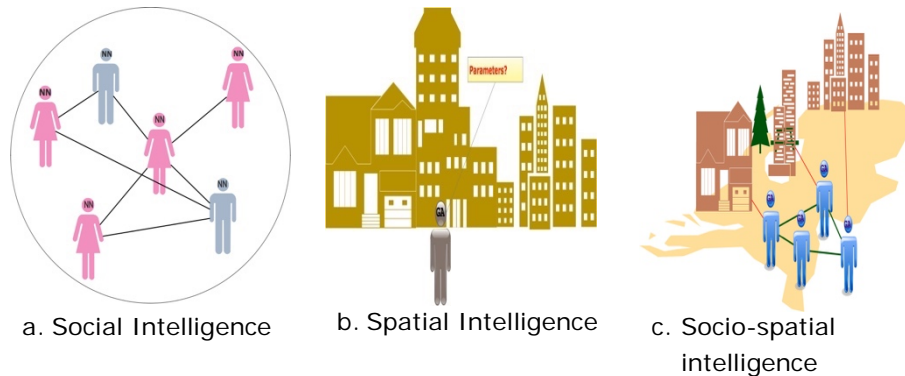 NN
NN
NN
NN
NN
NN
a. Social Intelligence
Parameters?
GA
b. Spatial Intelligence
c. Socio-spatial
intelligence